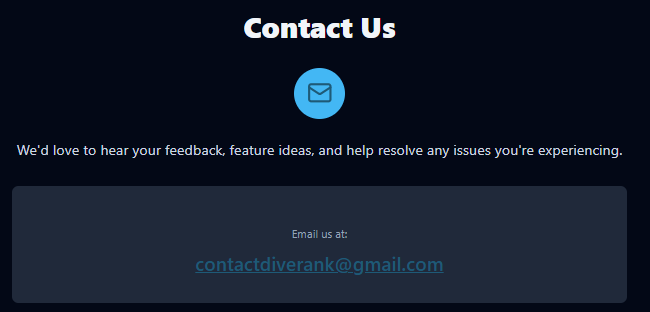 Contact Us
We'd love to hear your feedback, feature ideas, and help resolve any issues you're experiencing.
Email us at:
contactdiverank@gmail.com